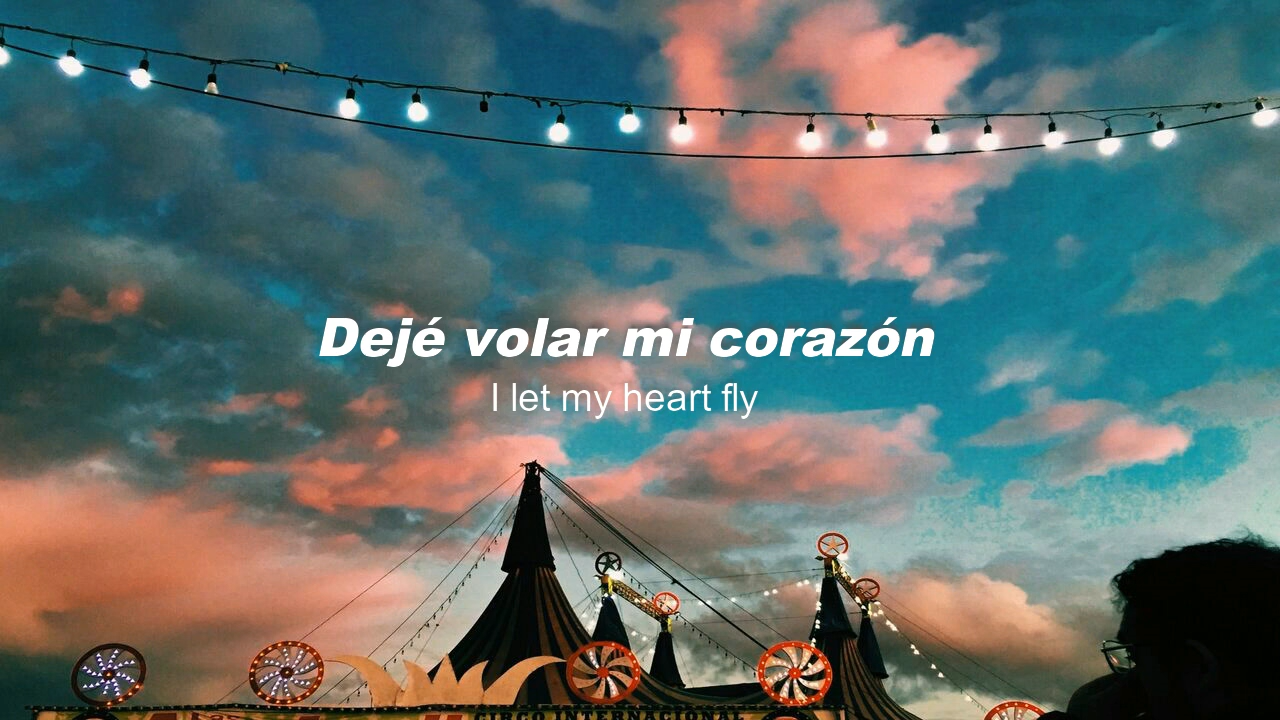 Dejé volar mi corazón
I let my heart fly
CIRCO INTERNACIONAL